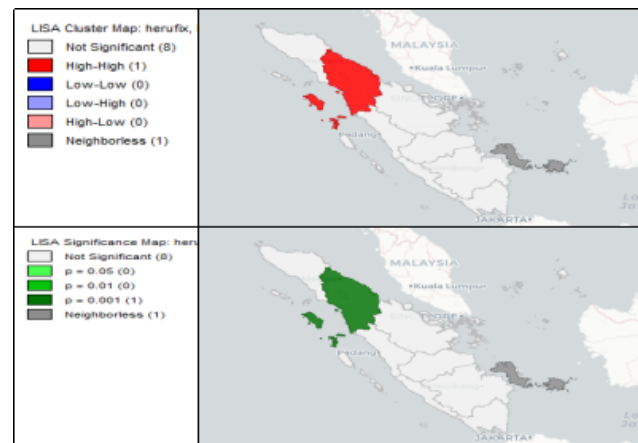 LISA Cluster Map: herufix,
Not Significant (8)
High-High (1)
Low-Low (0)
Low-High (0)
High-Low (0)
Neighborless (1)
MALAYSIA
Kuala Lumpur
Padang
JAKARTA
LISA Significance Map: heru
Not Significant (8)
p = 0.05 (0)
p = 0.01 (0)
p = 0.001 (1)
Neighborless (1)
MALAYSIA
Kuala Lumpur
Padang
JAKARTA